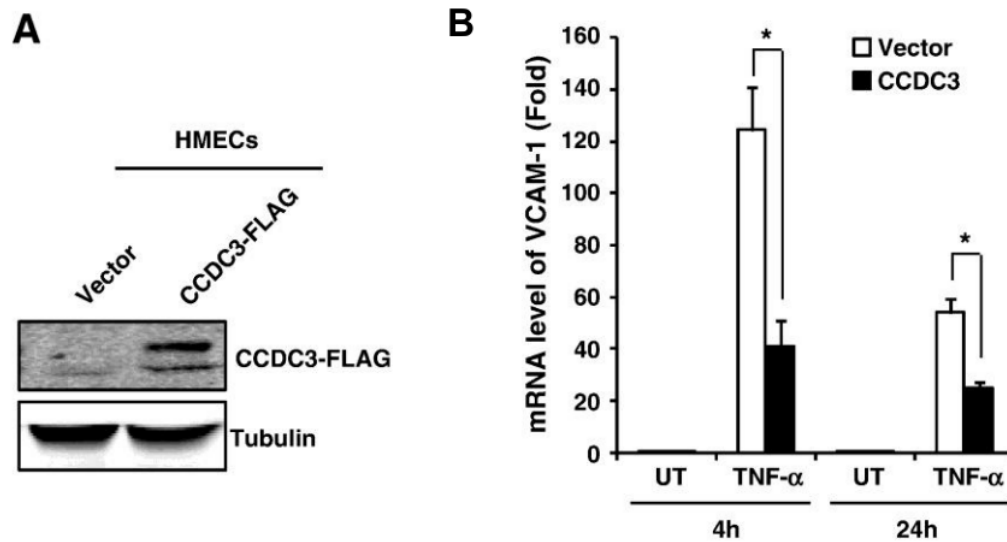 A
HMECs
Vector
CCDC3-FLAG
CCDC3-FLAG
Tubulin
B
mRNA level of VCAM-1 (Fold)
160
140
120
100
80
60
40
20
0
*
*
Vector
CCDC3
UT
TNF-α
UT
TNF-α
4h
24h